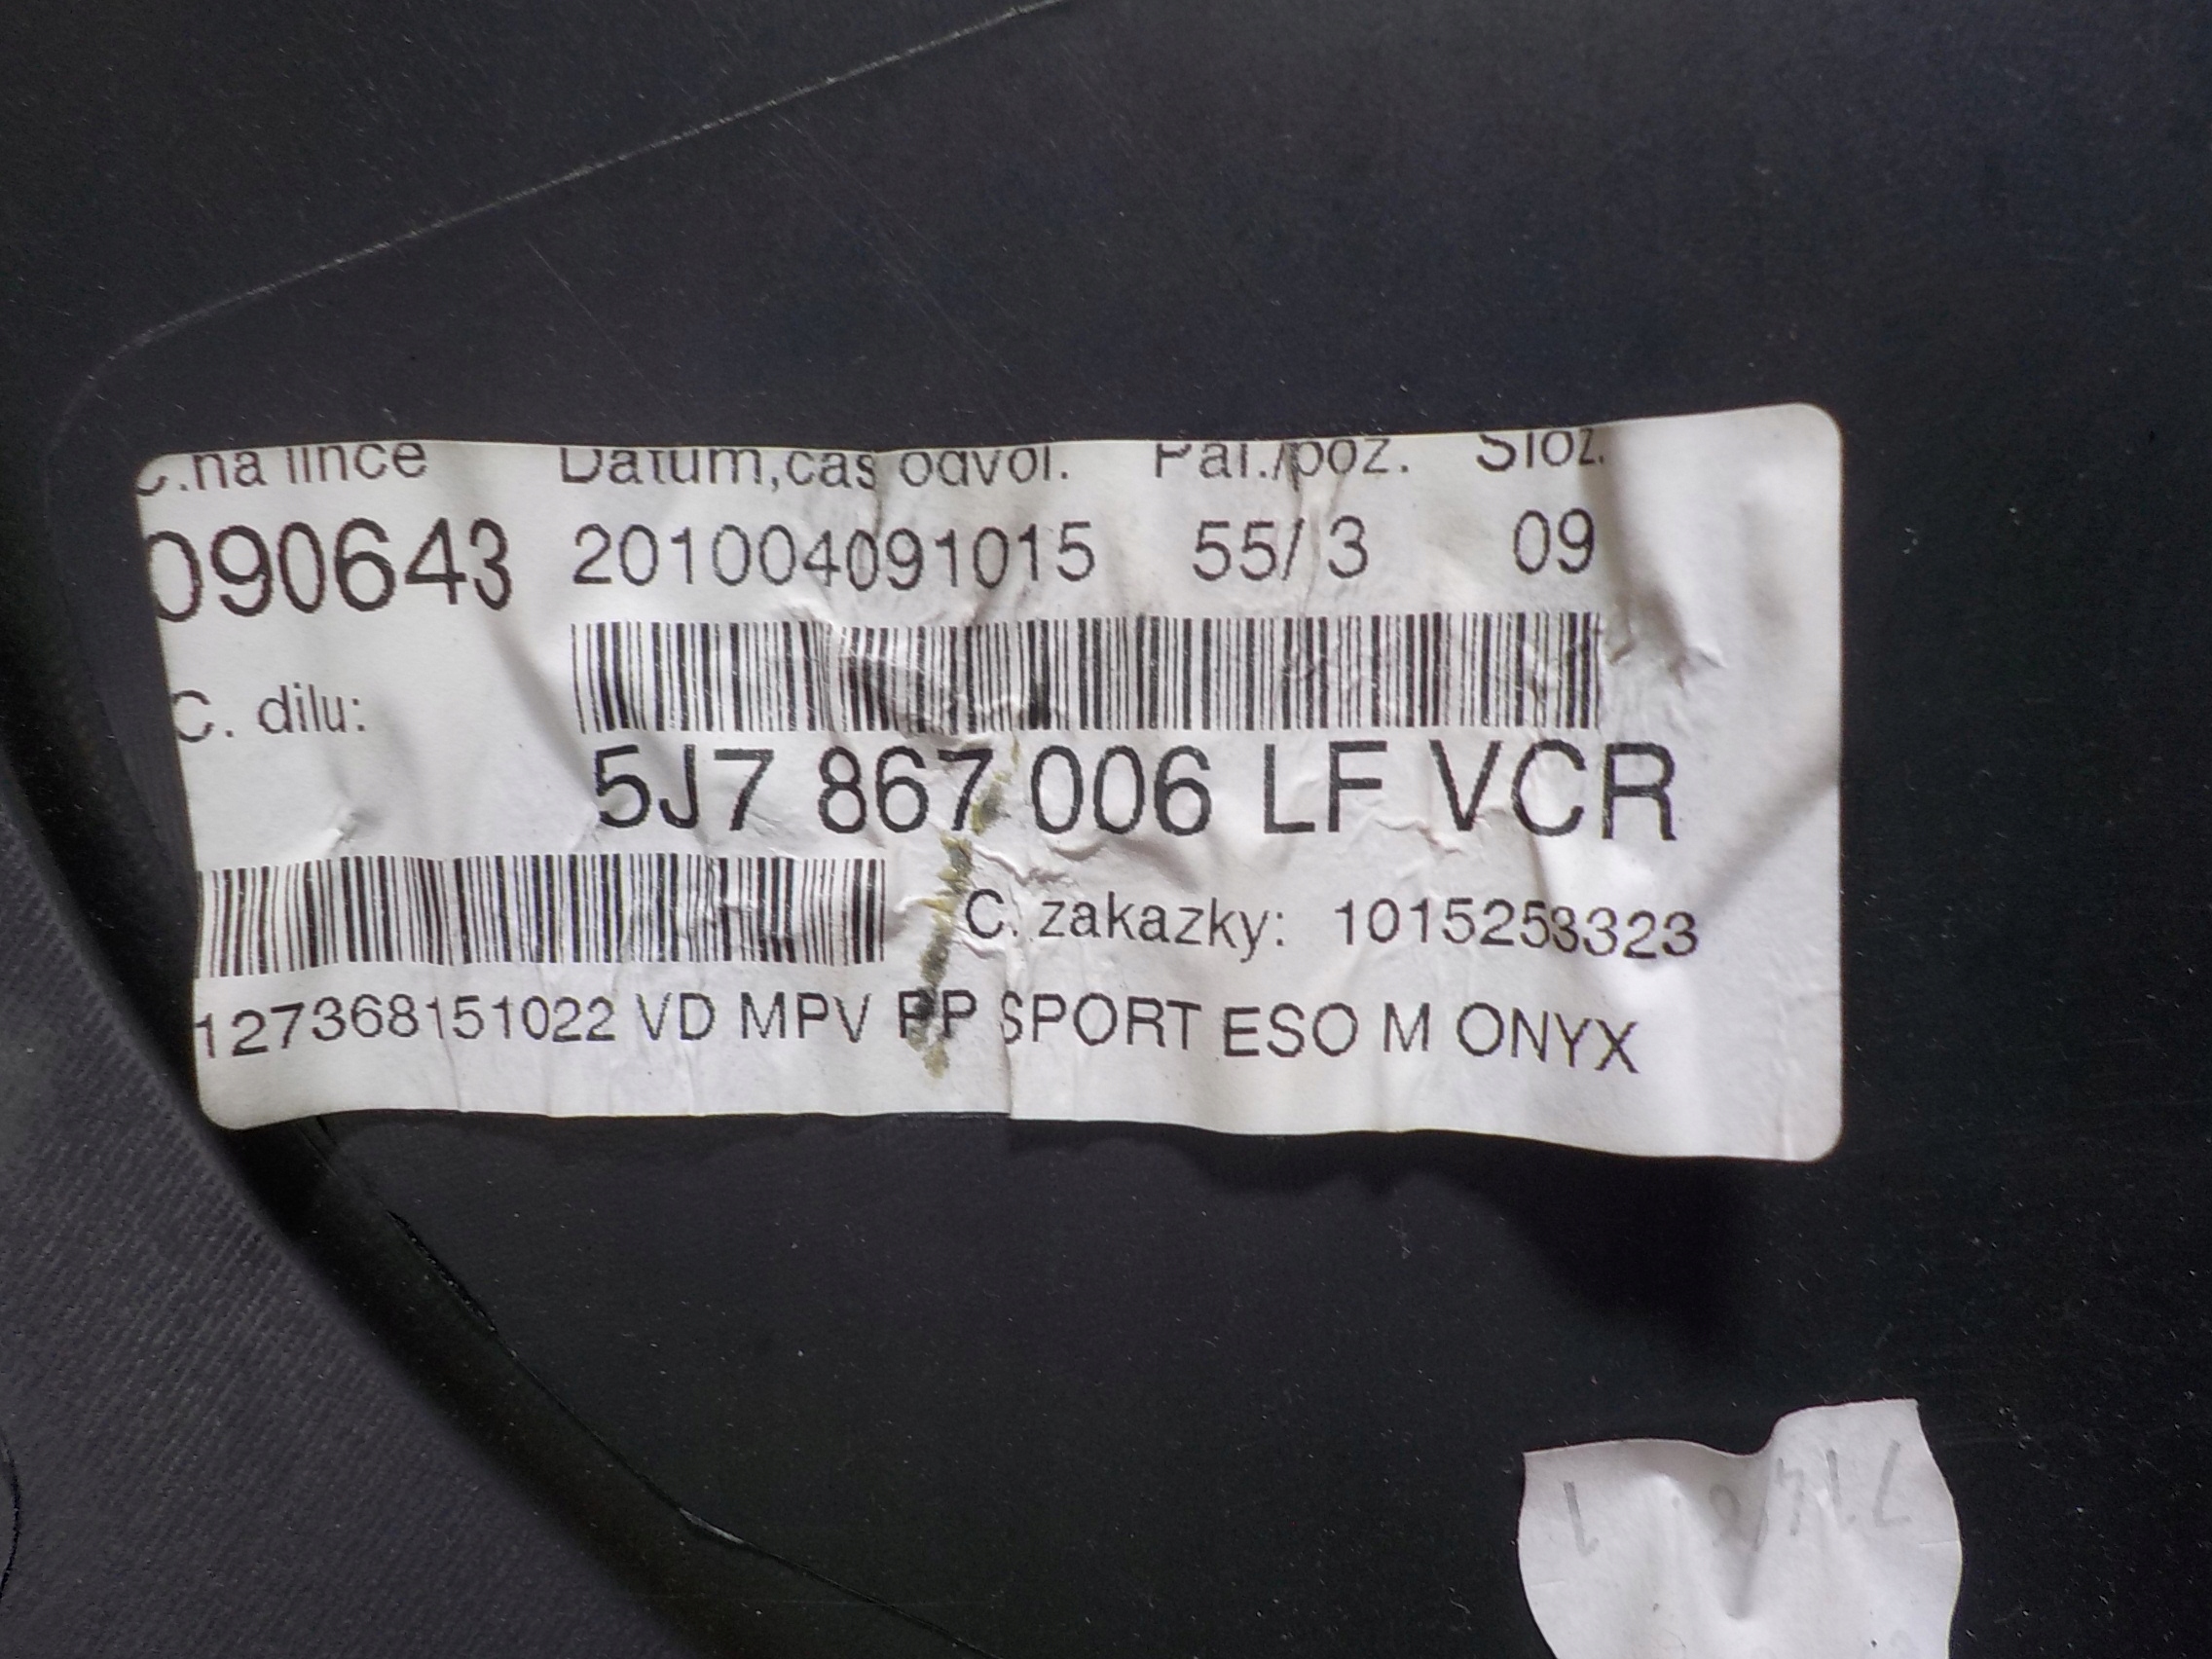 C.na lince Datum,cas odvol. Pal./poz. Sloz.
090643 201004091015 55/ 3 09
C. dilu:
5J7 867 006 LF VCR
C. zakazky: 1015253323
127368151022 VD MPV PP SPORT ESO M ONYX